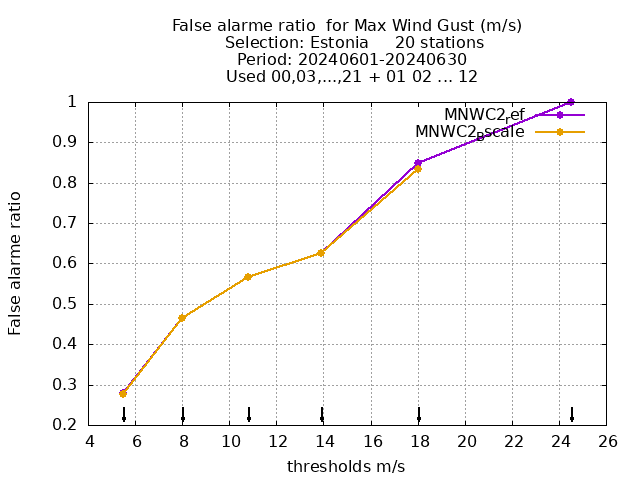 False alarme ratio  for Max Wind Gust (m/s)
Selection: Estonia     20 stations
Period: 20240601-20240630
Used 00,03,...,21 + 01 02 ... 12
MNWC2ref
MNWC2pscale
False alarme ratio
1
0.9
0.8
0.7
0.6
0.5
0.4
0.3
0.2
4 6 8 10 12 14 16 18 20 22 24 26
thresholds m/s